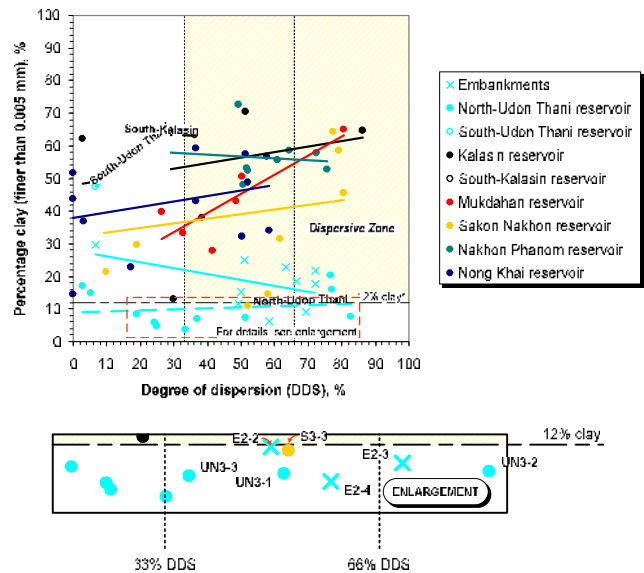 Percentage clay (finer than 0.005 mm), %
100
90
80
70
60
50
40
30
20
10
0
South-Udon Thani
South-Kalasin
Dispersive Zone
North-Udon Thani
2% clay
For details, see enlargement
0 10 20 30 40 50 60 70 80 90 100
Degree of dispersion (DDS), %
Embankments
North-Udon Thani reservoir
South-Udon Thani reservoir
Kalasin reservoir
South-Kalasin reservoir
Mukdahan reservoir
Sakon Nakhon reservoir
Nakhon Phanom reservoir
Nong Khai reservoir
E2-2
S3-3
12% clay
UN3-3
UN3-1
E2-3
UN3-2
E2-4
ENLARGEMENT
33% DDS
66% DDS